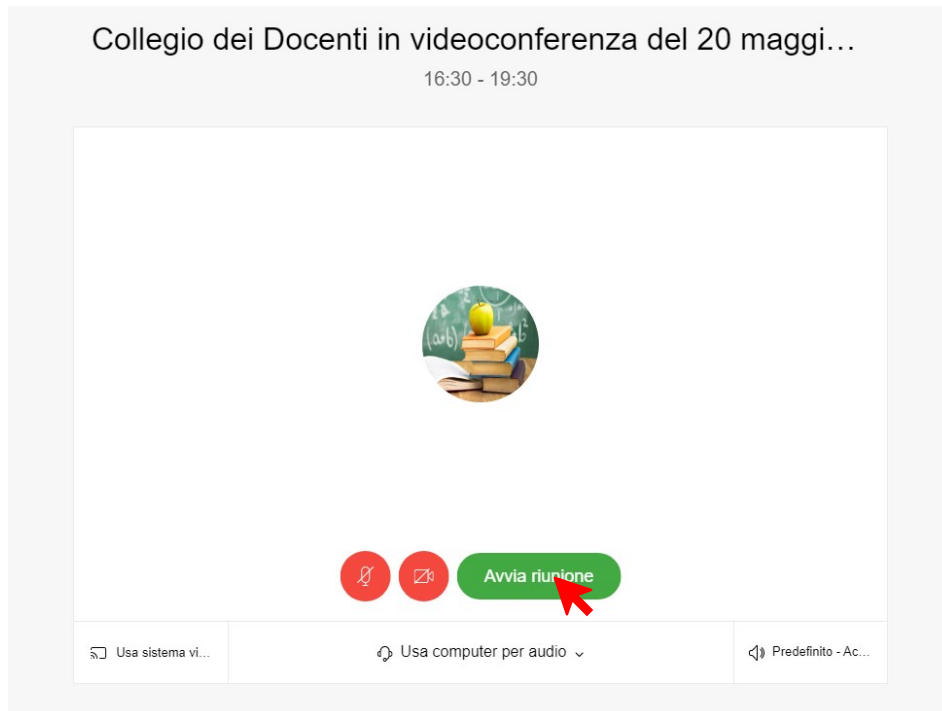 Collegio dei Docenti in videoconferenza del 20 maggi...
16:30 - 19:30
(a+b)
b²
Avvia riunione
Usa sistema vi...
Usa computer per audio
Predefinito - Ac...